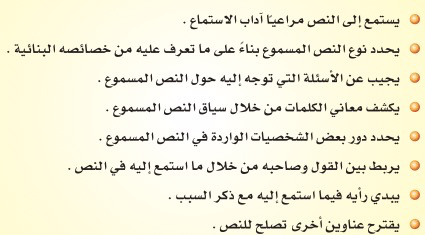 يستمع إلى النص مراعيًا آداب الاستماع .
يحدد نوع النص المسموع بناءً على ما تعرف عليه من خصائصه البنائية .
يجيب عن الأسئلة التي توجه إليه حول النص المسموع .
يكشف معاني الكلمات من خلال سياق النص المسموع .
يحدد دور بعض الشخصيات الواردة في النص المسموع .
يربط بين القول وصاحبه من خلال ما استمع إليه في النص .
يبدي رأيه فيما استمع إليه مع ذكر السبب .
يقترح عناوين أخرى تصلح للنص .